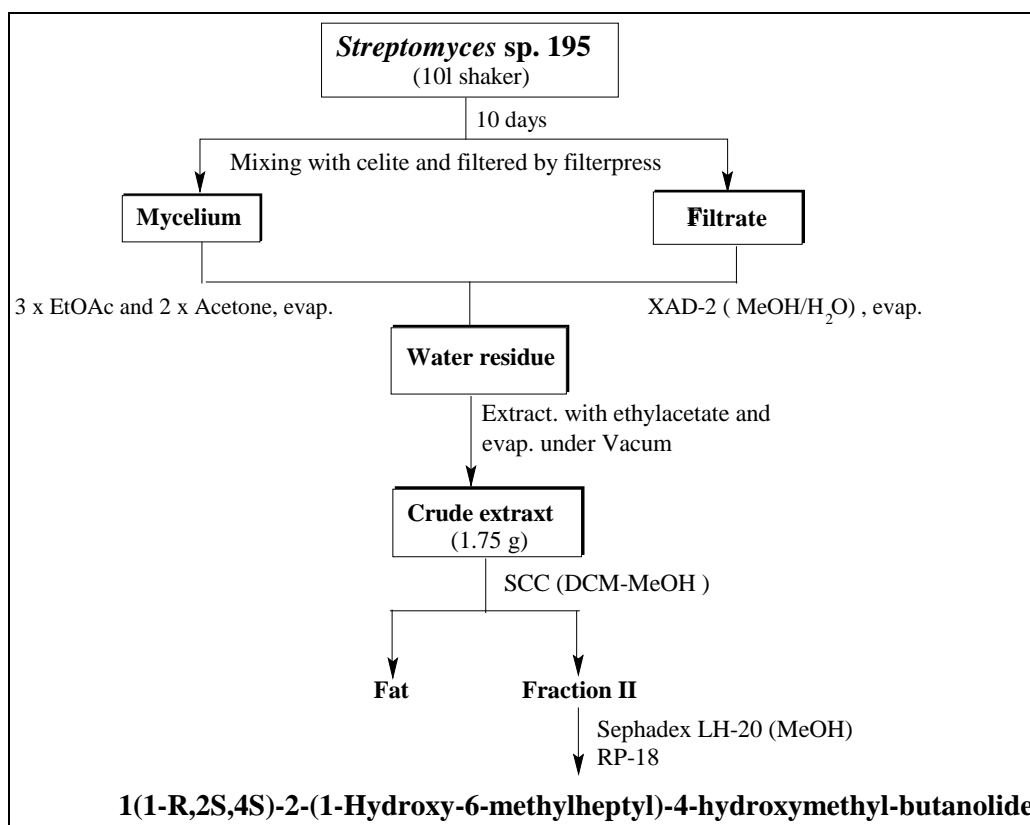 Streptomyces sp. 195
(10l shaker)
10 days
Mixing with celite and filtered by filterpress
Mycelium
Filtrate
3 x EtOAc and 2 x Acetone, evap.
XAD-2 ( MeOH/H2O) , evap.
Water residue
Extract. with ethylacetate and
evap. under Vacum
Crude extraxt
(1.75 g)
SCC (DCM-MeOH )
Fat
Fraction II
Sephadex LH-20 (MeOH)
RP-18
1(1-R,2S,4S)-2-(1-Hydroxy-6-methylheptyl)-4-hydroxymethyl-butanolide